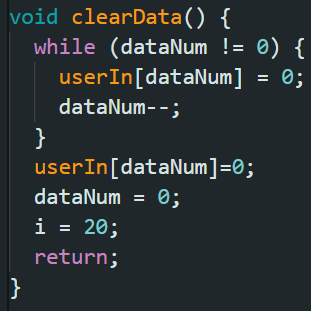 void clearData() {
  while (dataNum != 0) {
    userIn[dataNum] = 0;
    dataNum--;
  }
  userIn[dataNum]=0;
  dataNum = 0;
  i = 20;
  return;
}